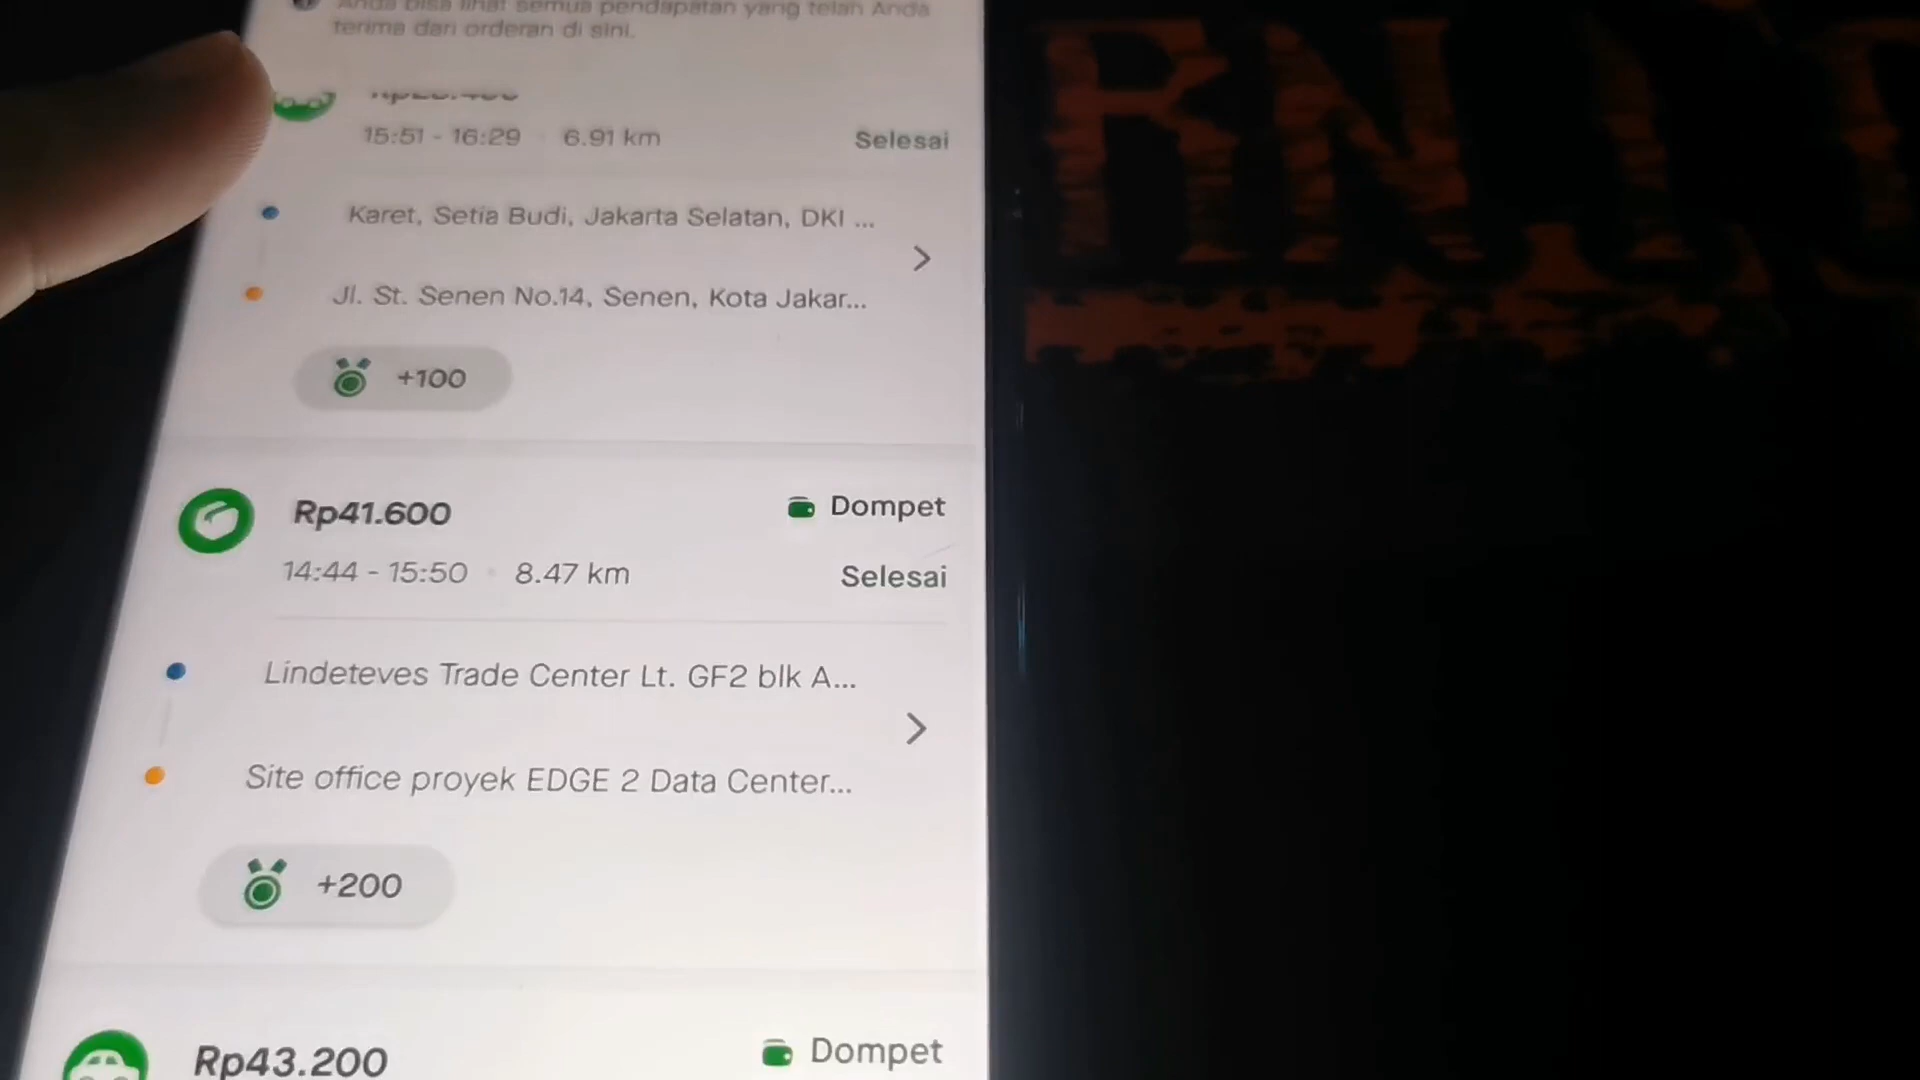 Anda bisa lihat semua pendapatan yang telah Anda
terima dari orderan di sini.
15:51 - 16:29 6.91 km
Selesai
Karet, Setia Budi, Jakarta Selatan, DKI ...
Jl. St. Senen No.14, Senen, Kota Jakar...
+100
Rp41.600
Dompet
14:44 - 15:50 8.47 km
Selesai
Lindeteves Trade Center Lt. GF2 blk A...
Site office proyek EDGE 2 Data Center...
+200
Rp43.200
Dompet